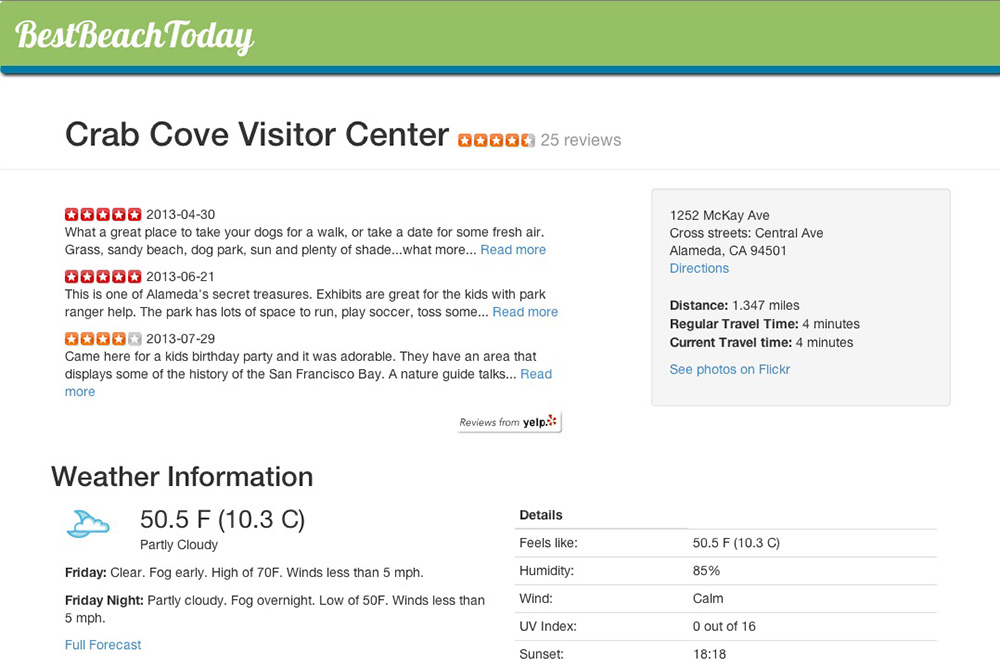 BestBeachToday
Crab Cove Visitor Center 25 reviews
2013-04-30
What a great place to take your dogs for a walk, or take a date for some fresh air.
Grass, sandy beach, dog park, sun and plenty of shade...what more... Read more
2013-06-21
This is one of Alameda's secret treasures. Exhibits are great for the kids with park
ranger help. The park has lots of space to run, play soccer, toss some... Read more
2013-07-29
Came here for a kids birthday party and it was adorable. They have an area that
displays some of the history of the San Francisco Bay. A nature guide talks... Read
more
Reviews from yelp
1252 McKay Ave
Cross streets: Central Ave
Alameda, CA 94501
Directions
Distance: 1.347 miles
Regular Travel Time: 4 minutes
Current Travel time: 4 minutes
See photos on Flickr
Weather Information
50.5 F (10.3 C)
Partly Cloudy
Friday: Clear. Fog early. High of 70F. Winds less than 5 mph.
Friday Night: Partly cloudy. Fog overnight. Low of 50F. Winds less than
5 mph.
Full Forecast
Details
Feels like: 50.5 F (10.3 C)
Humidity: 85%
Wind: Calm
UV Index: 0 out of 16
Sunset: 18:18